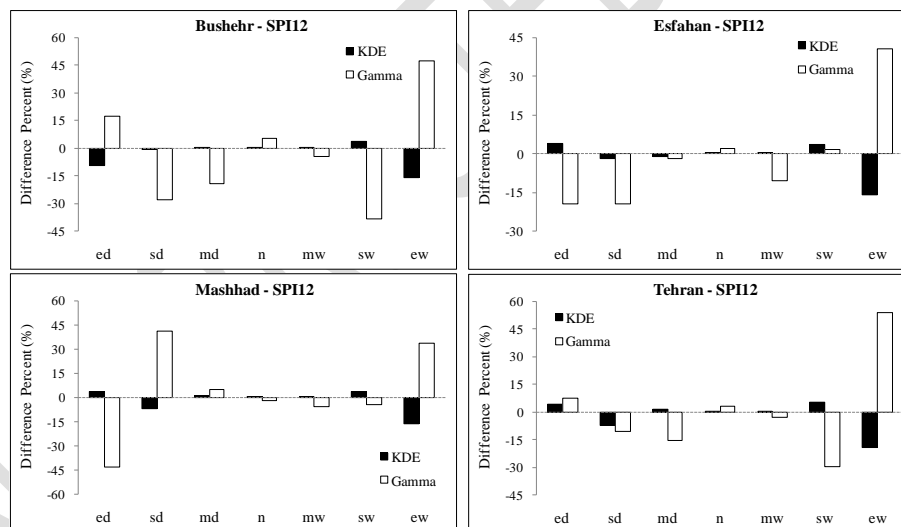 Bushehr - SPI12
Difference Percent (%)
60
45
30
15
0
-15
-30
-45
KDE
Gamma
ed sd md n mw sw ew
Esfahan - SPI12
Difference Percent (%)
45
30
15
0
-15
-30
KDE
Gamma
ed sd md n mw sw ew
Mashhad - SPI12
Difference Percent (%)
60
45
30
15
0
-15
-30
-45
-60
KDE
Gamma
ed sd md n mw sw ew
Tehran - SPI12
Difference Percent (%)
60
45
30
15
0
-15
-30
-45
KDE
Gamma
ed sd md n mw sw ew